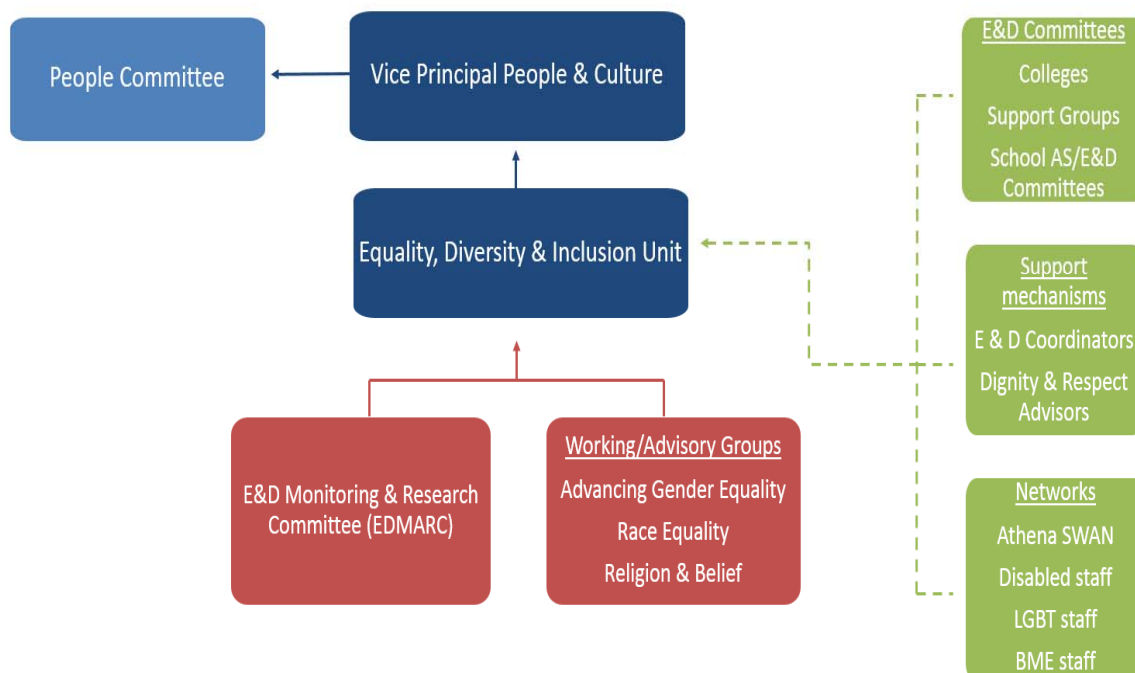 People Committee
Vice Principal People & Culture
Equality, Diversity & Inclusion Unit
E&D Monitoring & Research
Committee (EDMARC)
Working/Advisory Groups
Advancing Gender Equality
Race Equality
Religion & Belief
E&D Committees
Colleges
Support Groups
School AS/E&D
Committees
Support
mechanisms
E & D Coordinators
Dignity & Respect
Advisors
Networks
Athena SWAN
Disabled staff
LGBT staff
BME staff